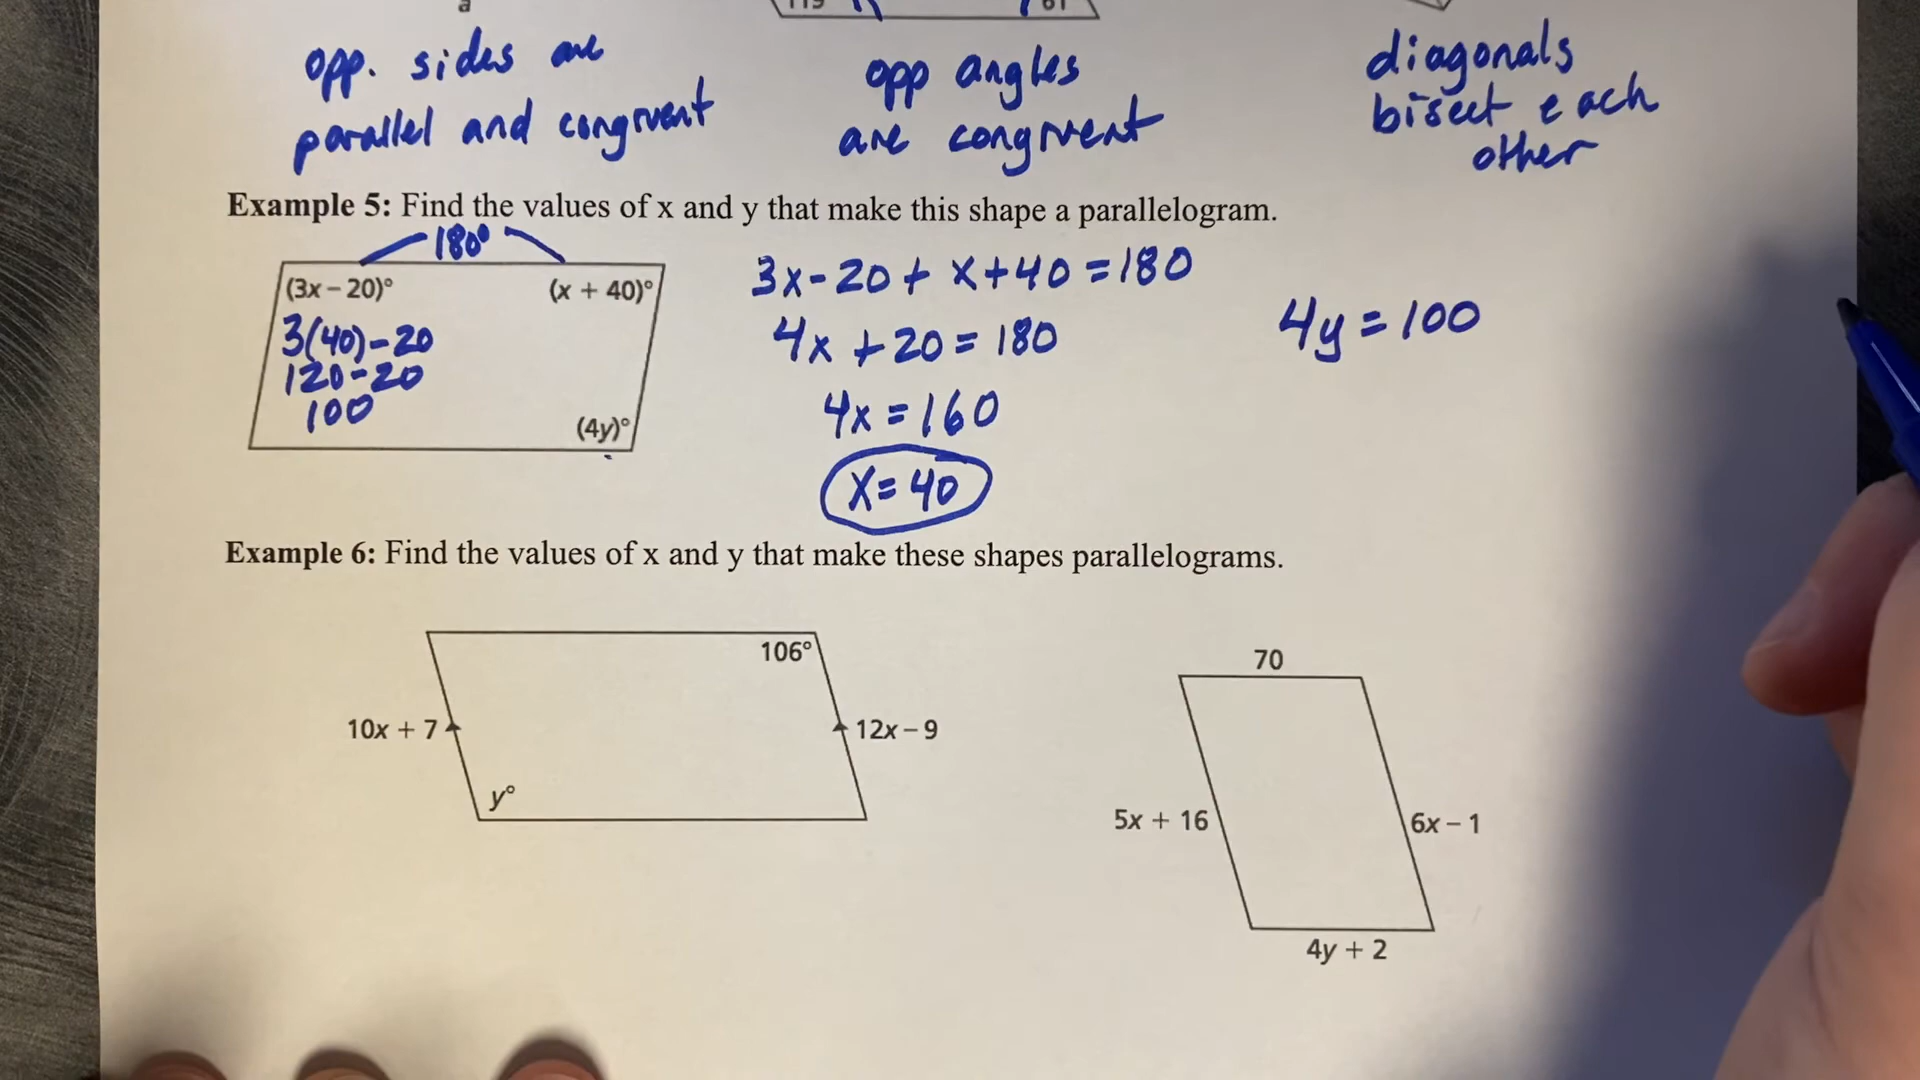 a
119
61
opp. sides are
parallel and congruent
opp angles
are congruent
diagonals
bisect each
other
Example 5: Find the values of x and y that make this shape a parallelogram.
180°
(3x – 20)°
(x + 40)°
3(40)-20
120-20
100
(4y)°
3x-20+ x+40 =180
4x +20 = 180
4x = 160
x= 40
4y = 100
Example 6: Find the values of x and y that make these shapes parallelograms.
106°
10x + 7
12x – 9
y°
70
5x + 16
6x – 1
4y + 2